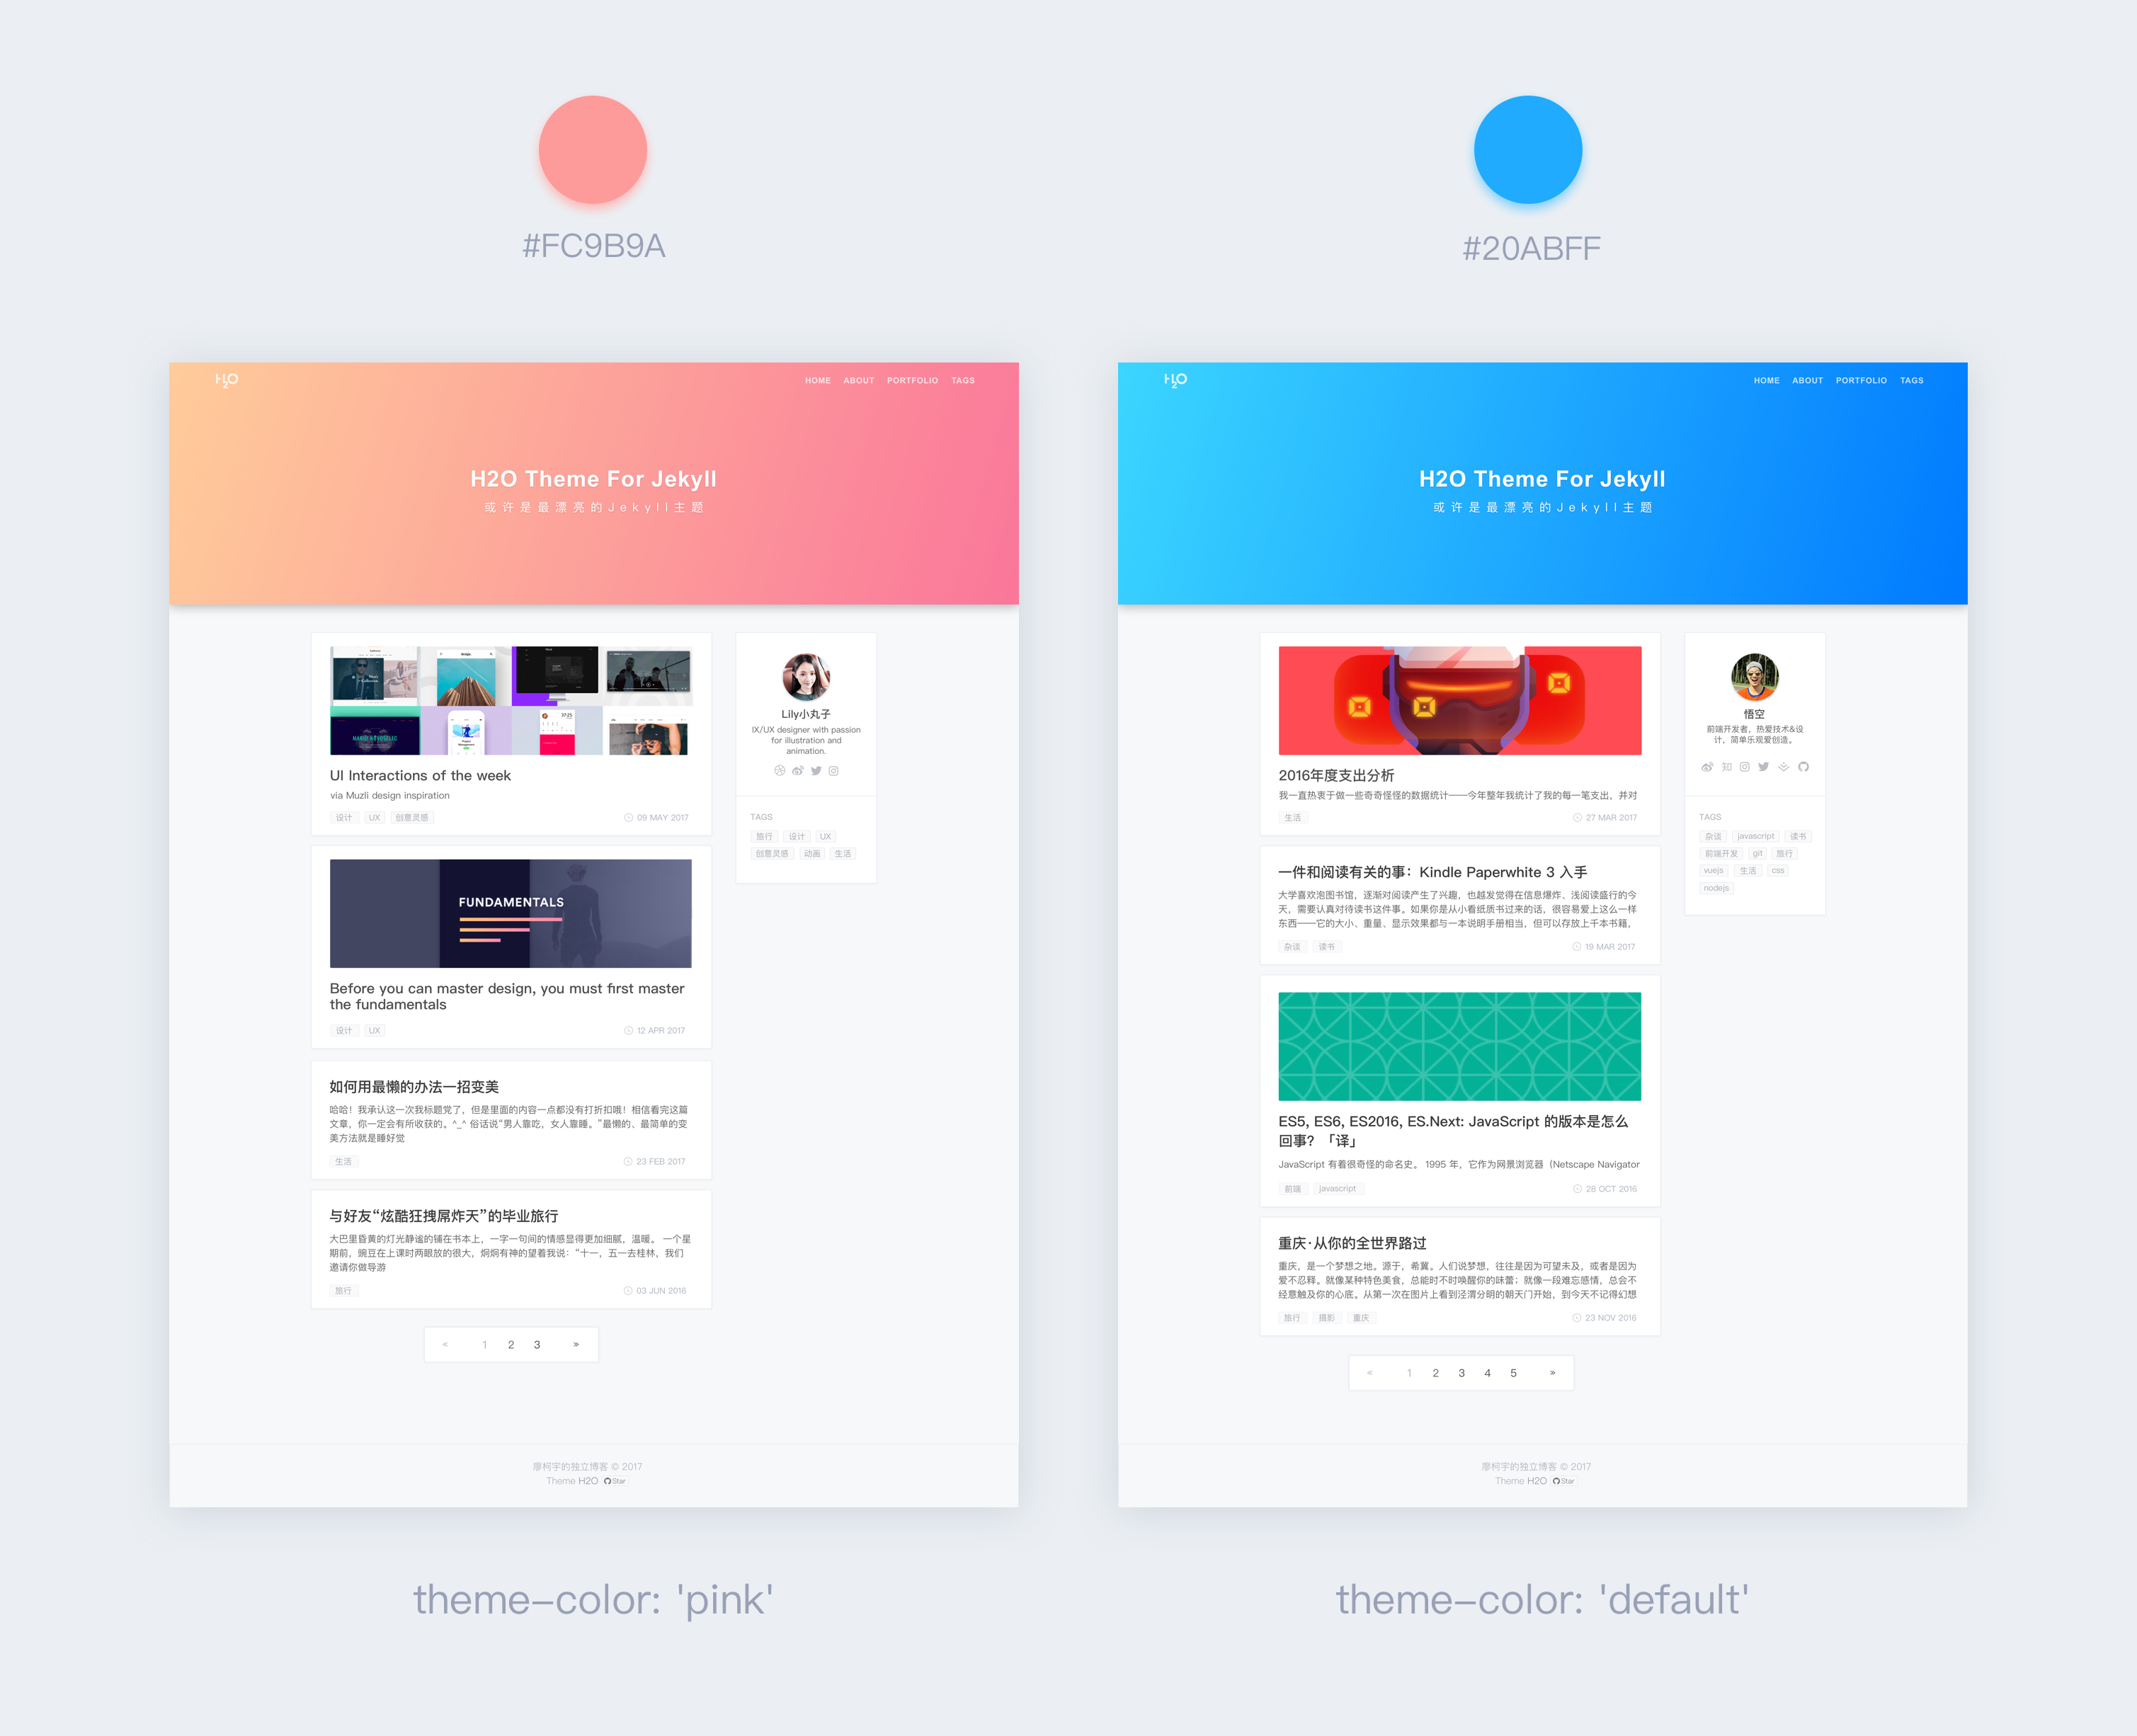 #FC9B9A
#20ABFF
H2O
HOME ABOUT PORTFOLIO TAGS
H2O Theme For Jekyll
或许是最漂亮的Jekyll主题
UI Interactions of the week
via Muzli design inspiration
设计 UX 创意灵感
09 MAY 2017
FUNDAMENTALS
Before you can master design, you must first master
the fundamentals
设计 UX
12 APR 2017
如何用最懒的办法一招变美
哈哈！我承认这一次我标题党了，但是里面的内容一点都没有打折扣哦！相信看完这篇
文章，你一定会有所收获的。^_^ 俗话说“男人靠吃，女人靠睡。”最懒的、最简单的变
美方法就是睡好觉
生活
23 FEB 2017
与好友“炫酷狂拽屌炸天”的毕业旅行
大巴里昏黄的灯光静谧的铺在书本上，一字一句间的情感显得更加细腻，温暖。 一个星
期前，豌豆在上课时两眼放的很大，炯炯有神的望着我说：“十一，五一去桂林，我们
邀请你做导游
旅行
03 JUN 2016
« 1 2 3 »
Lily小丸子
IX/UX designer with passion
for illustration and
animation.
TAGS
旅行 设计 UX
创意灵感 动画 生活
廖柯宇的独立博客 © 2017
Theme H2O Star
theme-color: 'pink'
H2O
HOME ABOUT PORTFOLIO TAGS
H2O Theme For Jekyll
或许是最漂亮的Jekyll主题
2016年度支出分析
我一直热衷于做一些奇奇怪怪的数据统计——今年整年我统计了我的每一笔支出，并对
生活
27 MAR 2017
一件和阅读有关的事：Kindle Paperwhite 3 入手
大学喜欢泡图书馆，逐渐对阅读产生了兴趣，也越发觉得在信息爆炸、浅阅读盛行的今
天，需要认真对待读书这件事。如果你是从小看纸质书过来的话，很容易爱上这么一样
东西——它的大小、重量、显示效果都与一本说明手册相当，但可以存放上千本书籍，
杂谈 读书
19 MAR 2017
ES5, ES6, ES2016, ES.Next: JavaScript 的版本是怎么
回事？「译」
JavaScript 有着很奇怪的命名史。 1995 年，它作为网景浏览器（Netscape Navigator
前端 javascript
28 OCT 2016
重庆·从你的全世界路过
重庆，是一个梦想之地。源于，希冀。人们说梦想，往往是因为可望未及，或者是因为
爱不忍释。就像某种特色美食，总能时不时唤醒你的味蕾；就像一段难忘感情，总会不
经意触及你的心底。从第一次在图片上看到泾渭分明的朝天门开始，到今天不记得幻想
旅行 摄影 重庆
23 NOV 2016
« 1 2 3 4 5 »
悟空
前端开发者，热爱技术&设
计，简单乐观爱创造。
知
TAGS
杂谈 javascript 读书
前端开发 git 旅行
vuejs 生活 css
nodejs
廖柯宇的独立博客 © 2017
Theme H2O Star
theme-color: 'default'